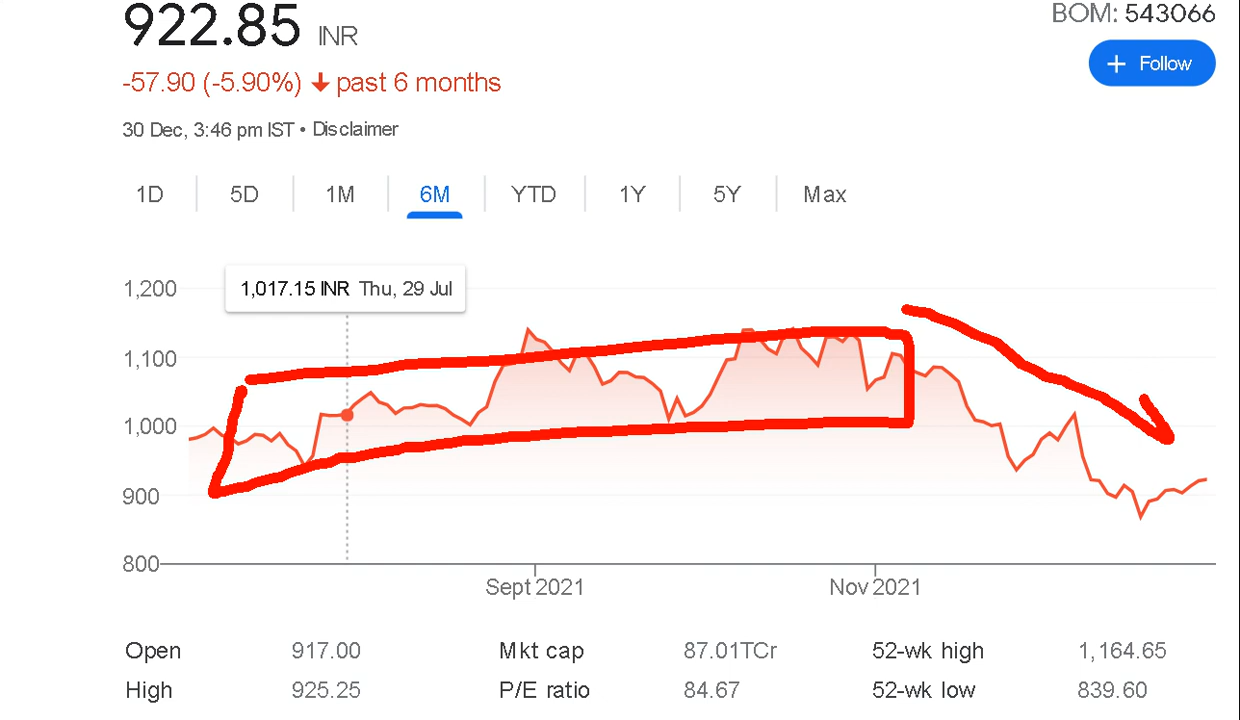 922.85 INR
BOM: 543066
+ Follow
-57.90 (-5.90%) ↓ past 6 months
30 Dec, 3:46 pm IST • Disclaimer
1D 5D 1M 6M YTD 1Y 5Y Max
1,017.15 INR Thu, 29 Jul
1,200
1,100
1,000
900
800
Sept 2021 Nov 2021
Open 917.00 Mkt cap 87.01TCr 52-wk high 1,164.65
High 925.25 P/E ratio 84.67 52-wk low 839.60